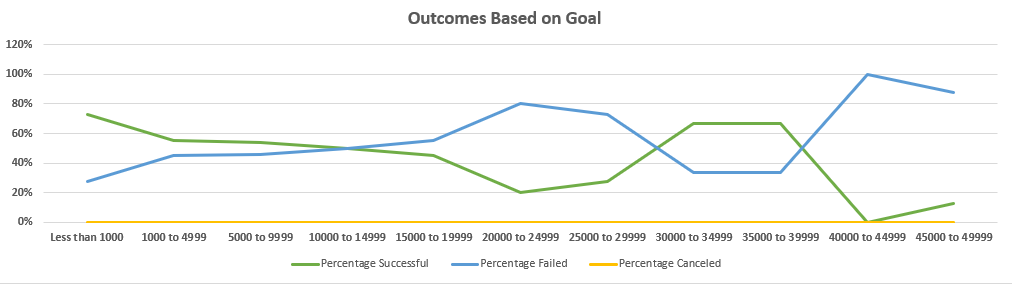 Outcomes Based on Goal
120%
100%
80%
60%
40%
20%
0%
Less than 1000 1000 to 4999 5000 to 9999 10000 to 14999 15000 to 19999 20000 to 24999 25000 to 29999 30000 to 34999 35000 to 39999 40000 to 44999 45000 to 49999
Percentage Successful Percentage Failed Percentage Canceled